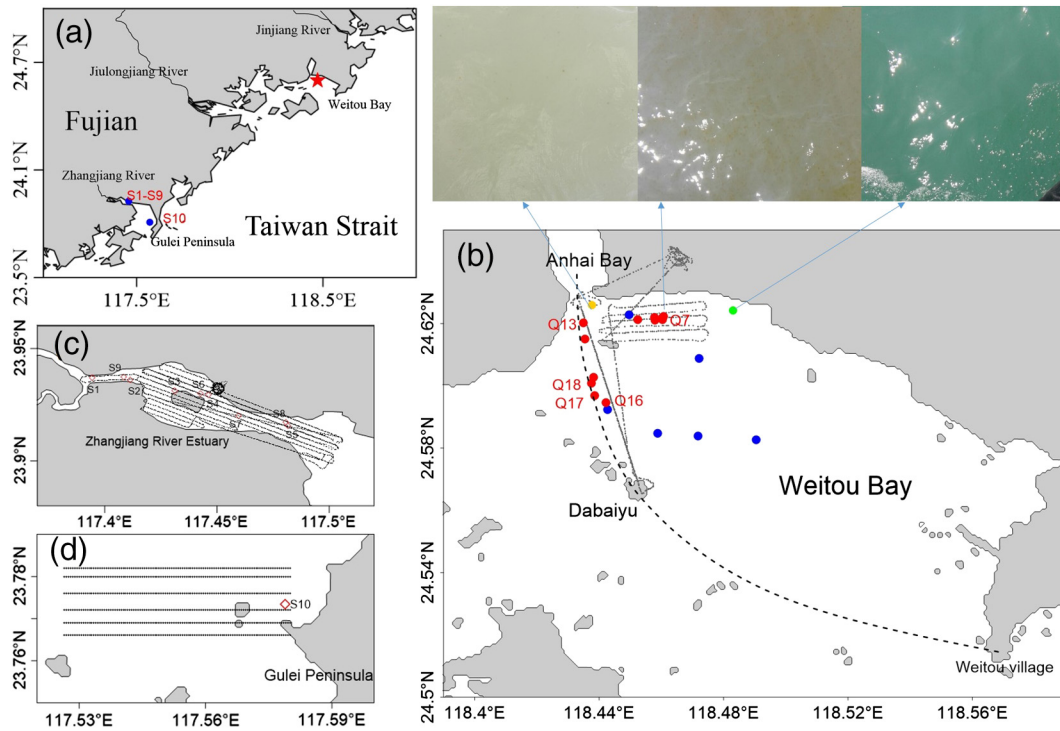 (a)
Jinjiang River
Jiulongjiang River
Weitou Bay
Fujian
Zhangjiang River
S1-S9
S10
Gulei Peninsula
Taiwan Strait
24.7°N
24.1°N
23.5°N
117.5°E
118.5°E
(b)
Anhai Bay
Q13
Q7
Q18
Q17
Q16
Dabaiyu
Weitou Bay
Weitou village
24.62°N
24.58°N
24.54°N
24.5°N
118.4°E
118.44°E
118.48°E
118.52°E
118.56°E
(c)
S9
S1
S2
S3
S6
S4
S7
S8
S5
Zhangjiang River Estuary
23.95°N
23.9°N
117.4°E
117.45°E
117.5°E
(d)
S10
Gulei Peninsula
23.78°N
23.76°N
117.53°E
117.56°E
117.59°E